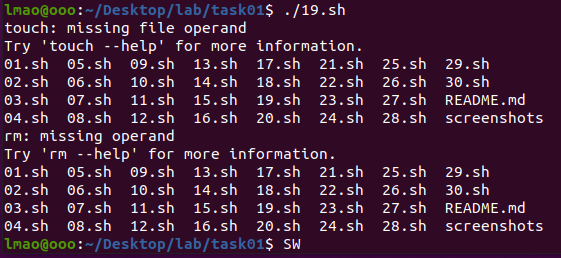 lmao@ooo:~/Desktop/lab/task01$ ./19.sh
touch: missing file operand
Try 'touch --help' for more information.
01.sh 05.sh 09.sh 13.sh 17.sh 21.sh 25.sh 29.sh
02.sh 06.sh 10.sh 14.sh 18.sh 22.sh 26.sh 30.sh
03.sh 07.sh 11.sh 15.sh 19.sh 23.sh 27.sh README.md
04.sh 08.sh 12.sh 16.sh 20.sh 24.sh 28.sh screenshots
rm: missing operand
Try 'rm --help' for more information.
01.sh 05.sh 09.sh 13.sh 17.sh 21.sh 25.sh 29.sh
02.sh 06.sh 10.sh 14.sh 18.sh 22.sh 26.sh 30.sh
03.sh 07.sh 11.sh 15.sh 19.sh 23.sh 27.sh README.md
04.sh 08.sh 12.sh 16.sh 20.sh 24.sh 28.sh screenshots
lmao@ooo:~/Desktop/lab/task01$ SW